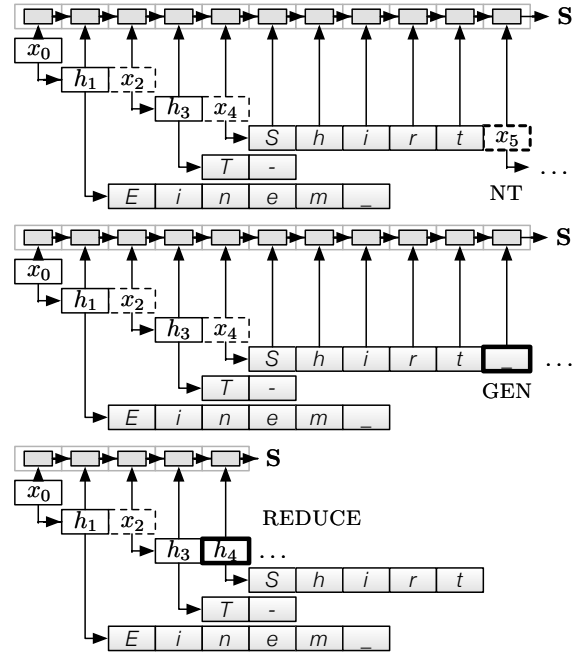 S
x0
h1 x2
h3 x4
S h i r t x5
T - ...
NT
E i n e m _
S
x0
h1 x2
h3 x4
S h i r t _ ...
T - GEN
E i n e m _
S
x0
h1 x2 REDUCE
h3 h4 ...
S h i r t
T -
E i n e m _